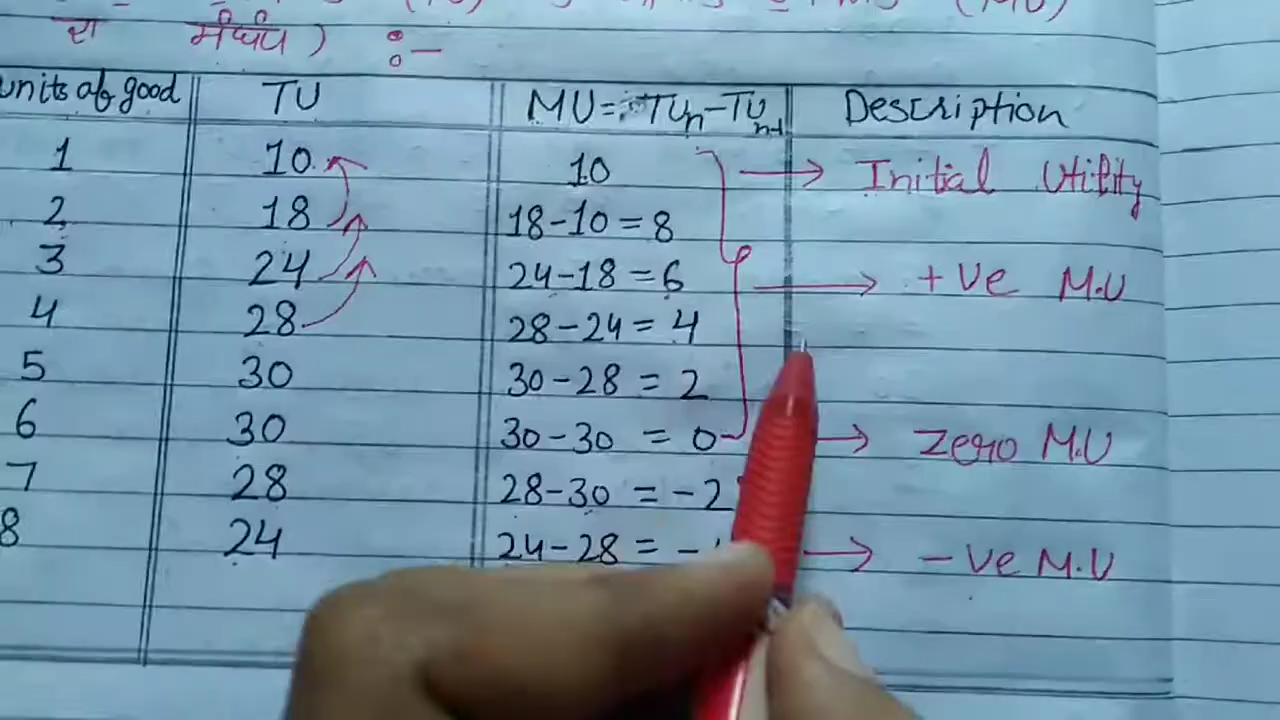 (TU) (MU)
का संबंध) :-
units of good TU MU = TUn - TUn-1 Description
1 10 10 → Initial Utility
2 18 18-10 = 8
3 24 24-18 = 6 → +ve M.U
4 28 28-24 = 4
5 30 30-28 = 2
6 30 30-30 = 0 → Zero M.U
7 28 28-30 = -2
8 24 24-28 = - → -ve M.U